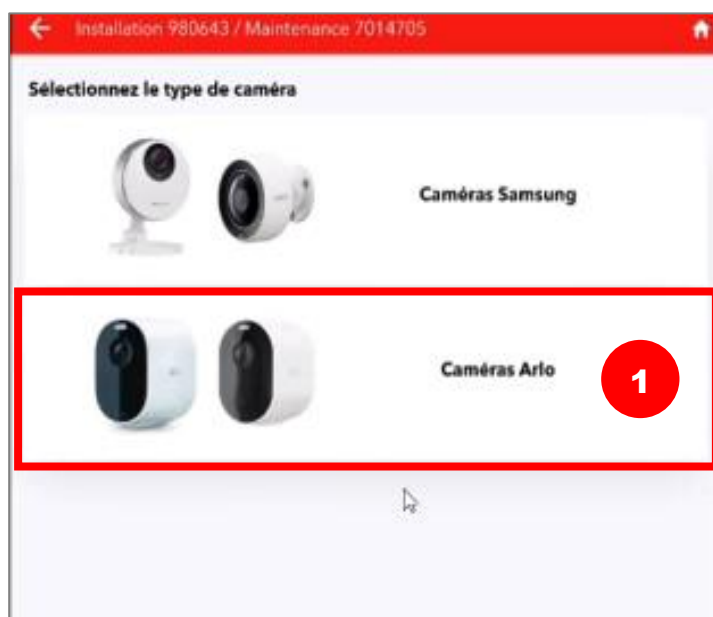 Installation 980643 / Maintenance 7014705
Sélectionnez le type de caméra
Caméras Samsung
Caméras Arlo
1